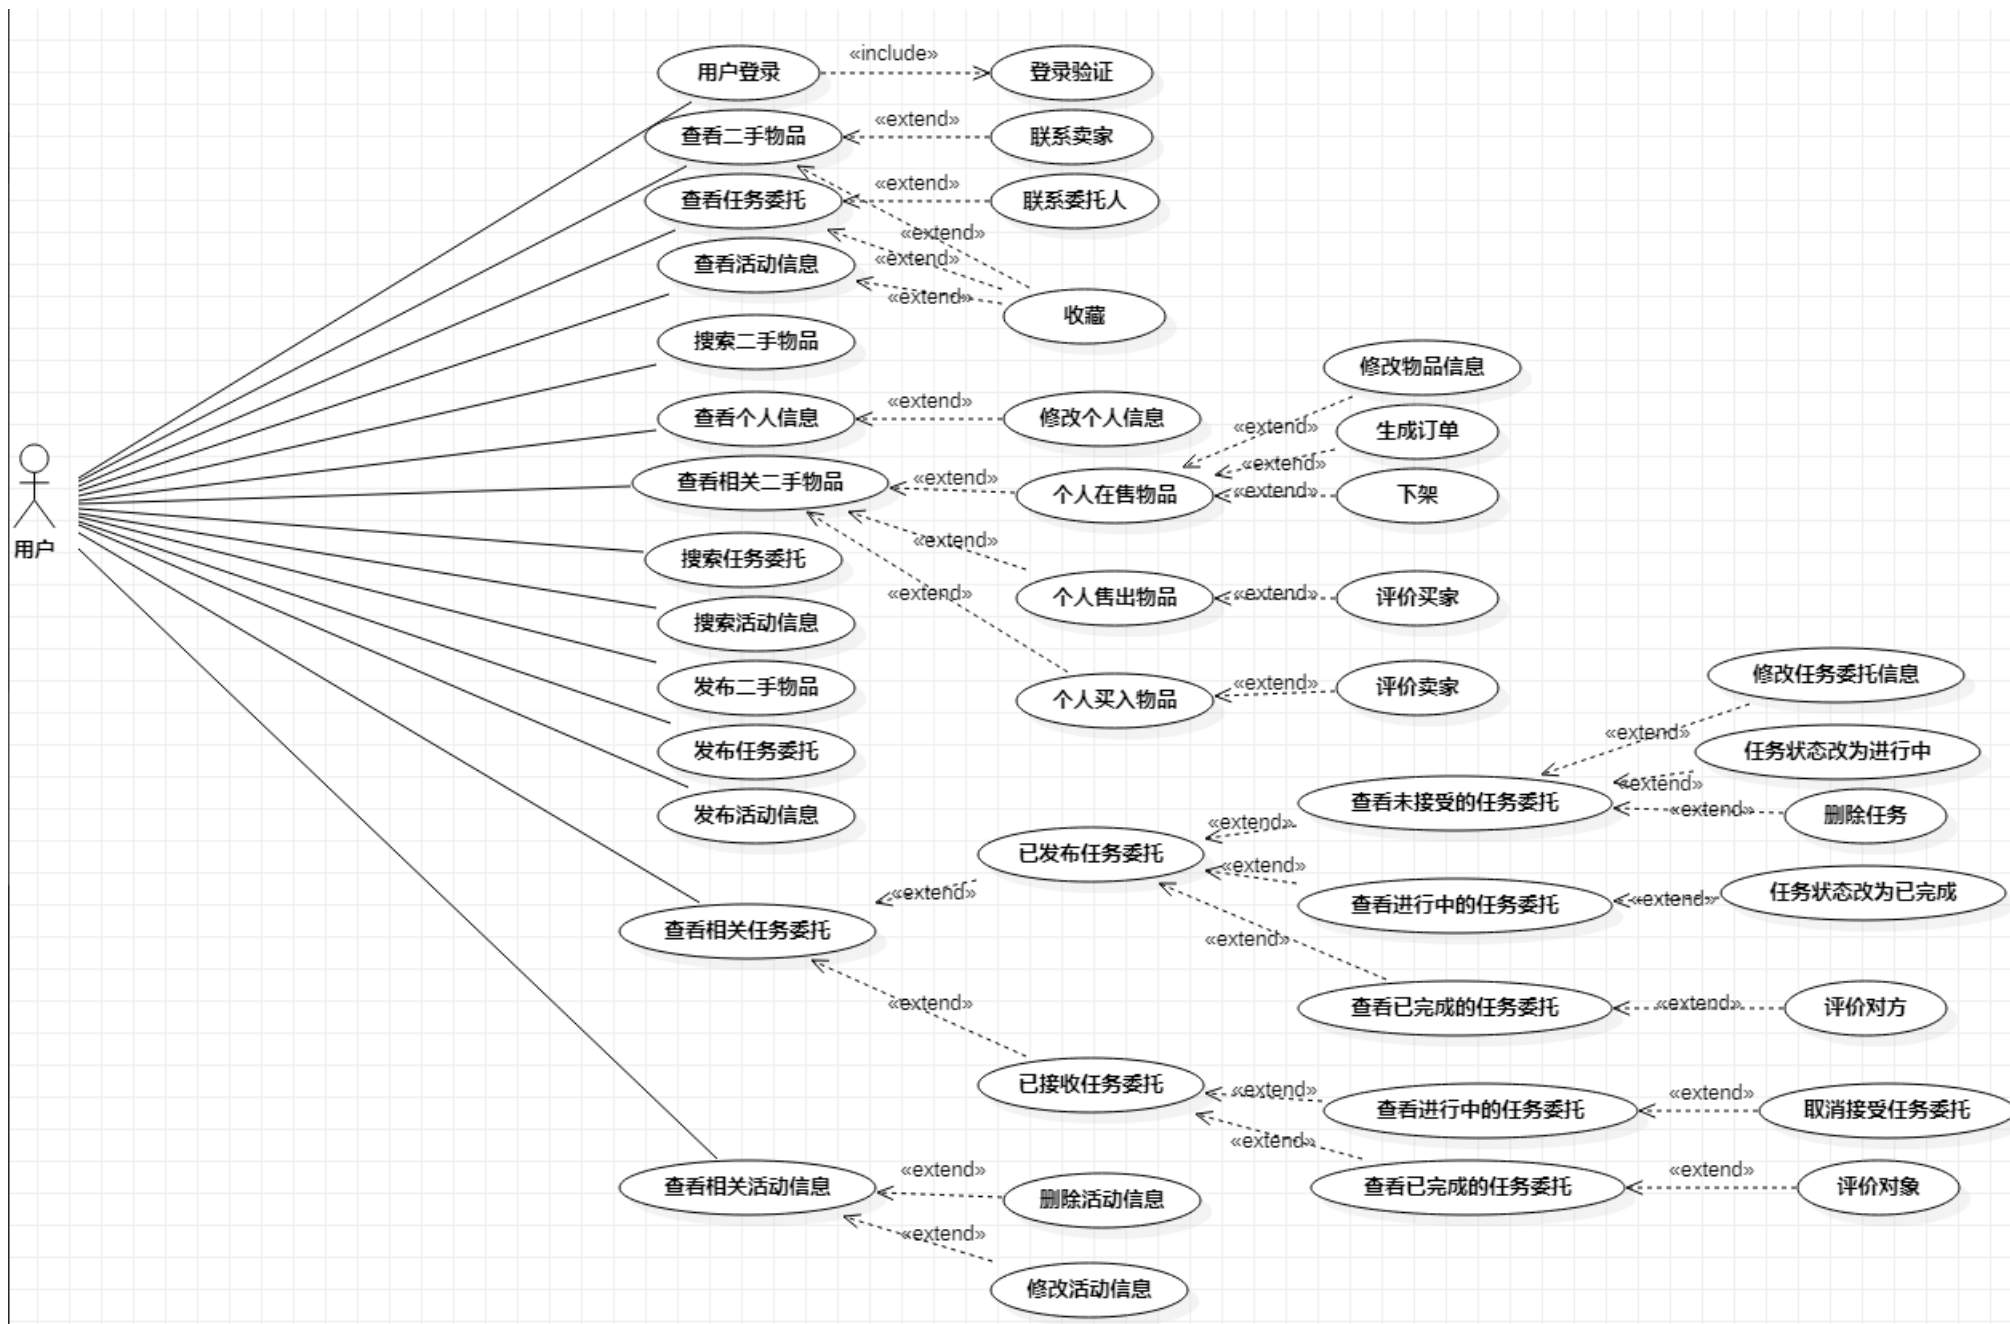 用户登录
«include»
登录验证
查看二手物品
«extend»
联系卖家
查看任务委托
«extend»
联系委托人
«extend»
查看活动信息
«extend»
«extend»
收藏
搜索二手物品
修改物品信息
查看个人信息
«extend»
修改个人信息
«extend»
生成订单
查看相关二手物品
«extend»
个人在售物品
«extend»
«extend»
下架
用户
搜索任务委托
«extend»
«extend»
个人售出物品
«extend»
评价买家
搜索活动信息
发布二手物品
个人买入物品
«extend»
评价卖家
修改任务委托信息
«extend»
发布任务委托
任务状态改为进行中
«extend»
发布活动信息
查看未接受的任务委托
«extend»
删除任务
«extend»
已发布任务委托
«extend»
«extend»
查看进行中的任务委托
«extend»
任务状态改为已完成
查看相关任务委托
«extend»
«extend»
查看已完成的任务委托
«extend»
评价对方
已接收任务委托
«extend»
查看进行中的任务委托
«extend»
取消接受任务委托
«extend»
查看已完成的任务委托
«extend»
评价对象
查看相关活动信息
«extend»
删除活动信息
«extend»
修改活动信息